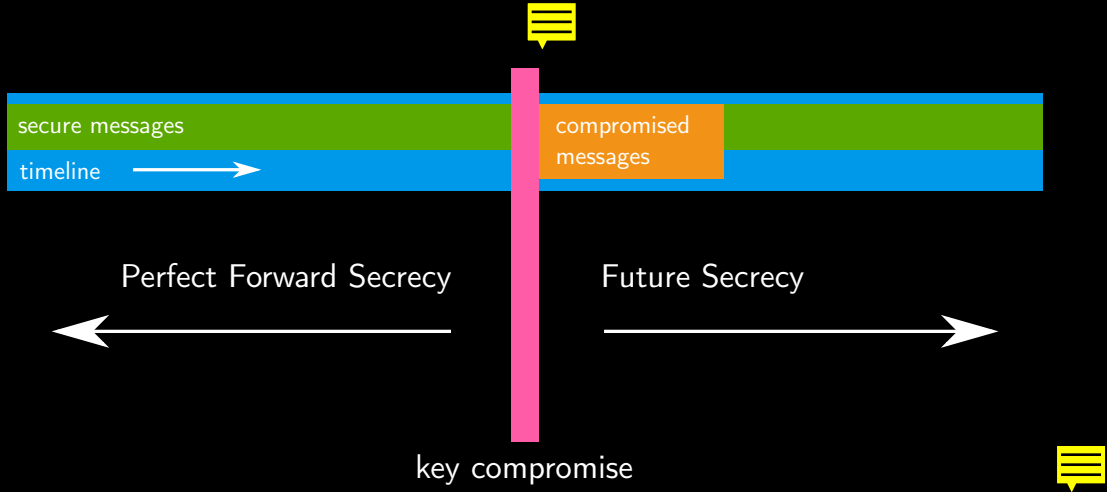 secure messages
compromised
messages
timeline
Perfect Forward Secrecy
Future Secrecy
key compromise